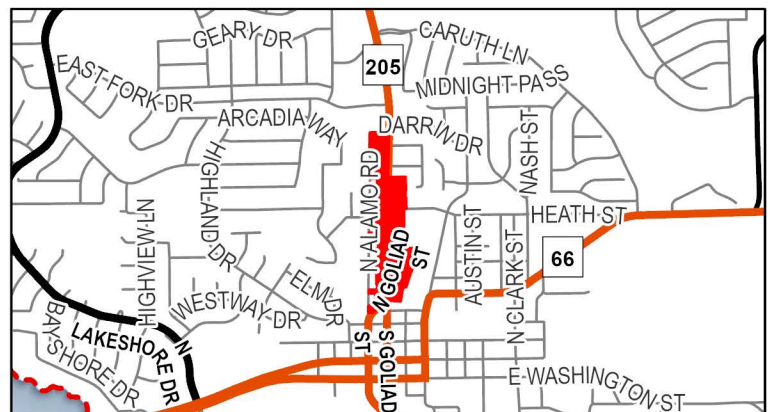 GEARY DR
CARUTH LN
205
EAST FORK DR
MIDNIGHT PASS
ARCADIA WAY
DARRIN DR
NASH ST
HIGHLAND DR
N ALAMO RD
HEATH ST
HIGHVIEW LN
N GOLIAD ST
AUSTIN ST
N CLARK ST
66
ELM DR
WESTWAY DR
BAY SHORE DR
N LAKESHORE DR
S GOLIAD ST
E WASHINGTON ST